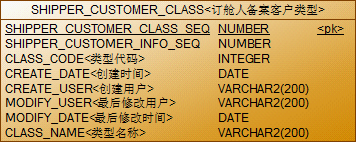 SHIPPER_CUSTOMER_CLASS<订舱人备案客户类型>
SHIPPER_CUSTOMER_CLASS_SEQ NUMBER <pk>
SHIPPER_CUSTOMER_INFO_SEQ NUMBER
CLASS_CODE<类型代码> INTEGER
CREATE_DATE<创建时间> DATE
CREATE_USER<创建用户> VARCHAR2(200)
MODIFY_USER<最后修改用户> VARCHAR2(200)
MODIFY_DATE<最后修改时间> DATE
CLASS_NAME<类型名称> VARCHAR2(200)